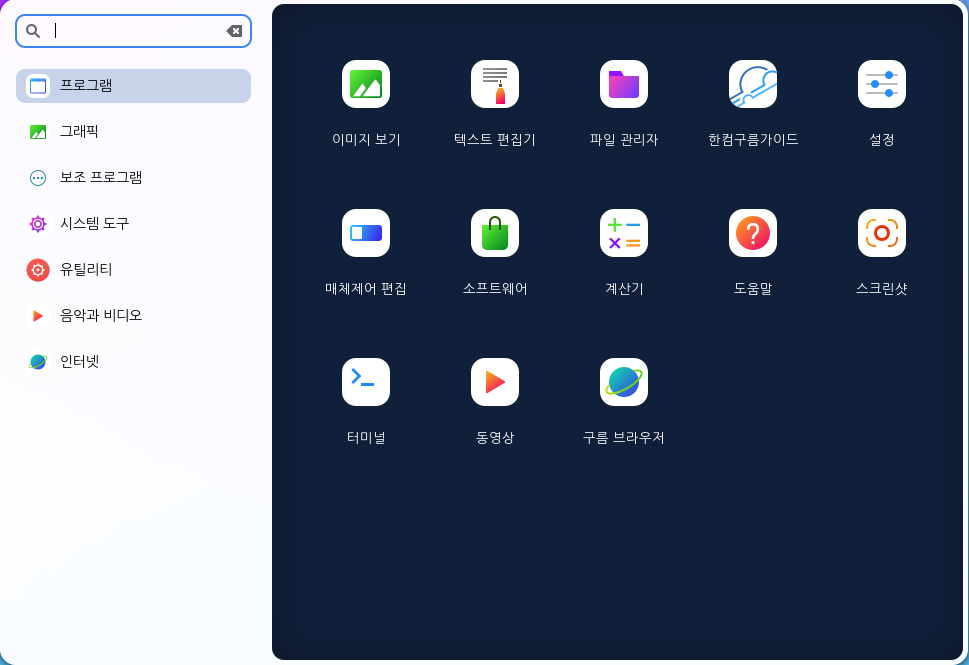 프로그램
그래픽
보조 프로그램
시스템 도구
유틸리티
음악과 비디오
인터넷
이미지 보기
텍스트 편집기
파일 관리자
한컴구름가이드
설정
매체제어 편집
소프트웨어
계산기
도움말
스크린샷
터미널
동영상
구름 브라우저